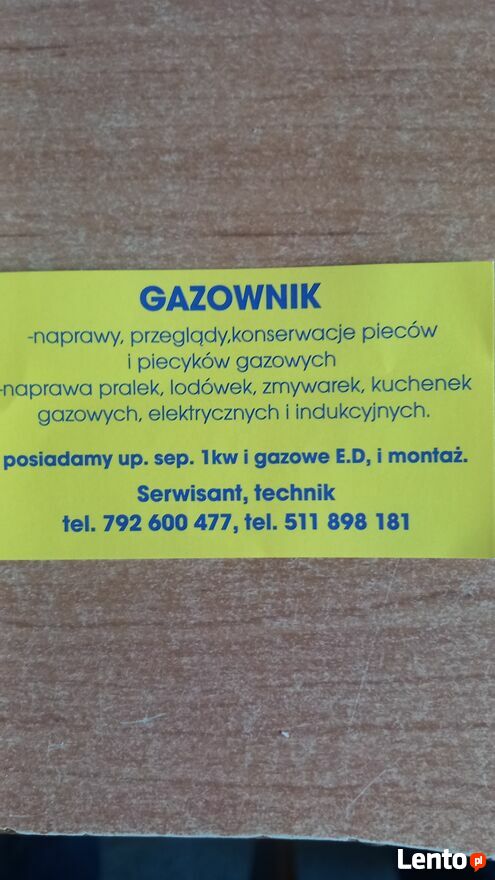 GAZOWNIK
-naprawy, przeglądy,konserwacje pieców
i piecyków gazowych
-naprawa pralek, lodówek, zmywarek, kuchenek
gazowych, elektrycznych i indukcyjnych.
posiadamy up. sep. 1kw i gazowe E.D, i montaż.
Serwisant, technik
tel. 792 600 477, tel. 511 898 181
Lento.pl